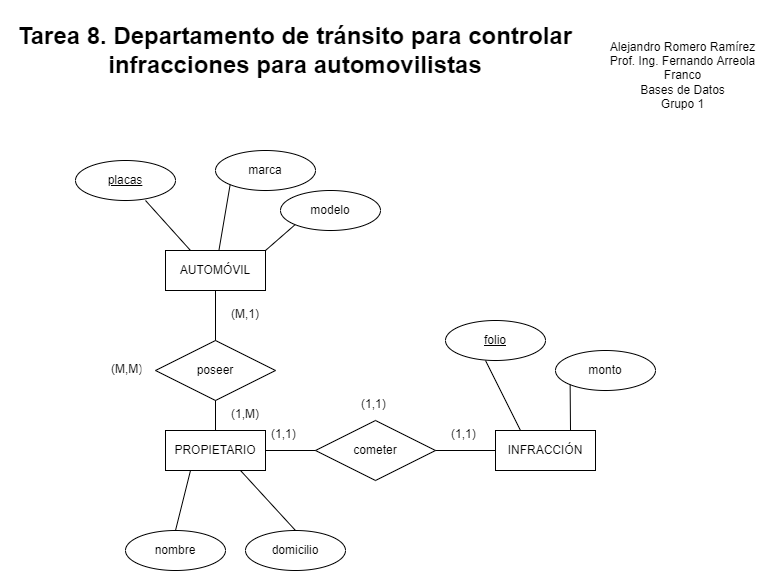 Tarea 8. Departamento de tránsito para controlar
infracciones para automovilistas
Alejandro Romero Ramírez
Prof. Ing. Fernando Arreola
Franco
Bases de Datos
Grupo 1
placas
marca
modelo
AUTOMÓVIL
(M,1)
(M,M)
poseer
(1,M)
PROPIETARIO
(1,1)
(1,1)
cometer
(1,1)
folio
monto
INFRACCIÓN
nombre
domicilio